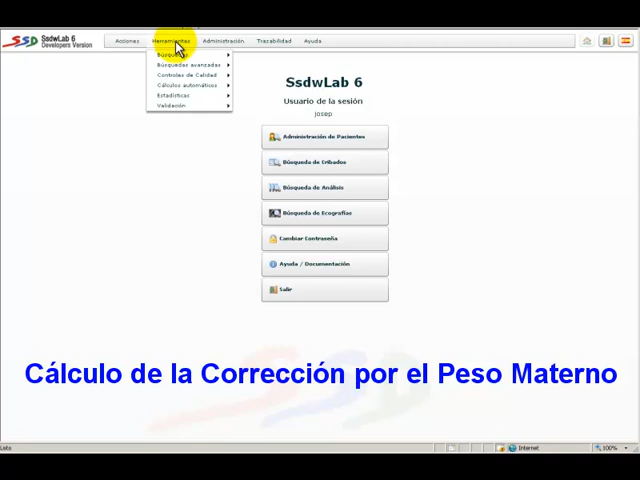 SSD SsdwLab 6
Developers Version
Acciones Herramientas Administración Trazabilidad Ayuda
Búsquedas
Búsquedas avanzadas
Controles de Calidad
Cálculos automáticos
Estadísticas
Validación
SsdwLab 6
Usuario de la sesión
josep
Administración de Pacientes
Búsqueda de Cribados
Búsqueda de Análisis
Búsqueda de Ecografías
Cambiar Contraseña
Ayuda / Documentación
Salir
Cálculo de la Corrección por el Peso Materno
Listo Internet 100%